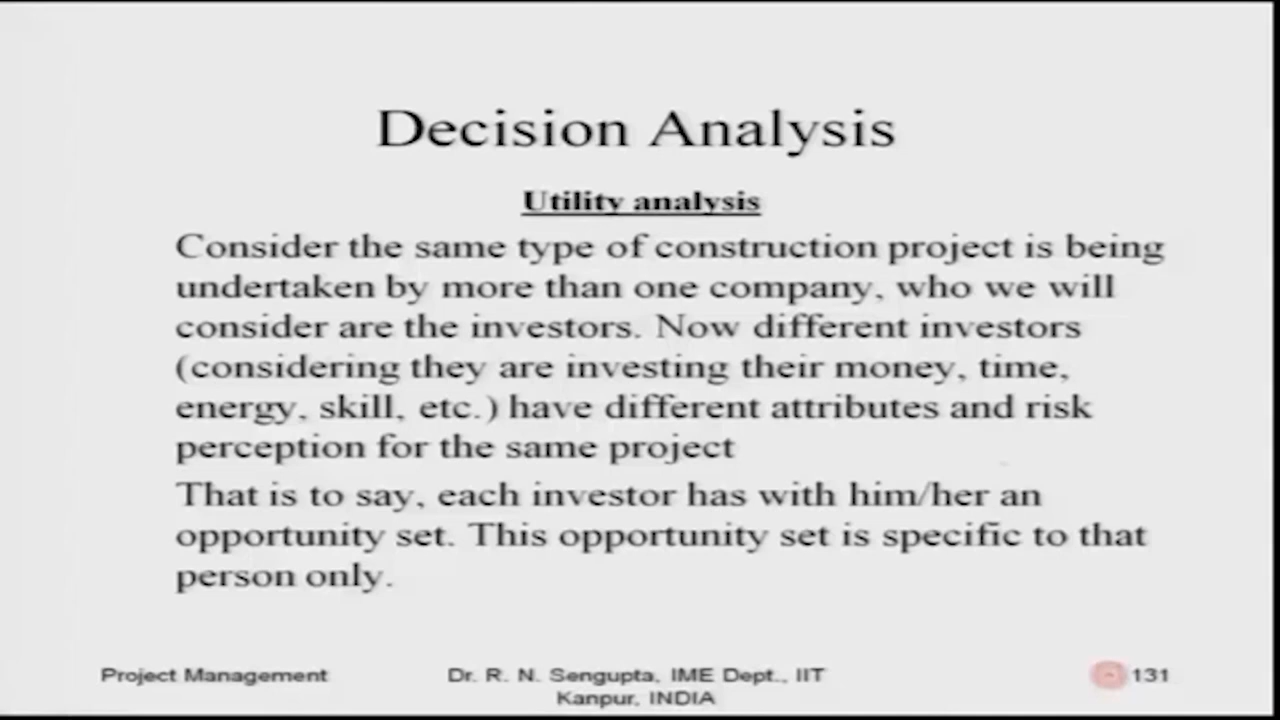 Decision Analysis
Utility analysis
Consider the same type of construction project is being
undertaken by more than one company, who we will
consider are the investors. Now different investors
(considering they are investing their money, time,
energy, skill, etc.) have different attributes and risk
perception for the same project
That is to say, each investor has with him/her an
opportunity set. This opportunity set is specific to that
person only.
Project Management
Dr. R. N. Sengupta, IME Dept., IIT
Kanpur, INDIA
131